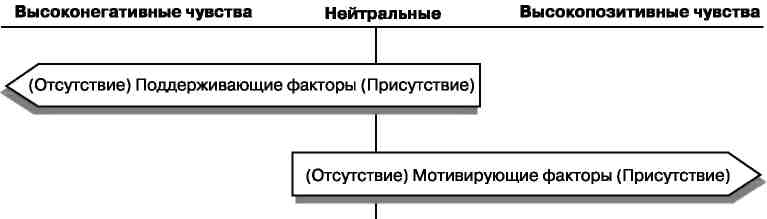 Высоконегативные чувства Нейтральные Высокопозитивные чувства
(Отсутствие) Поддерживающие факторы (Присутствие)
(Отсутствие) Мотивирующие факторы (Присутствие)